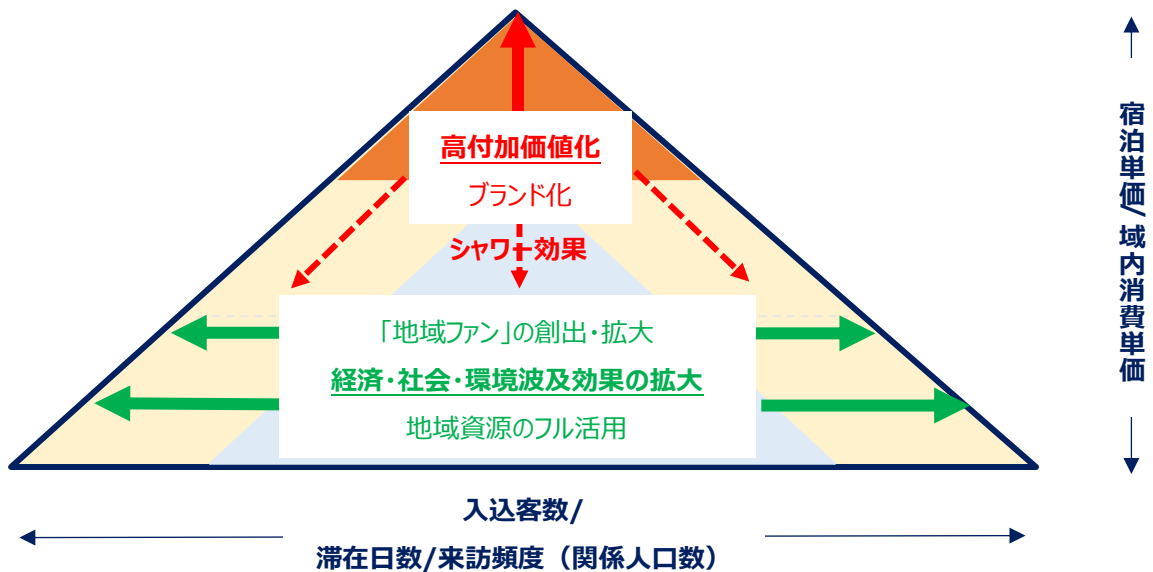 高付加価値化
ブランド化
シャワー効果
「地域ファン」の創出・拡大
経済・社会・環境波及効果の拡大
地域資源のフル活用
宿泊単価/域内消費単価
入込客数/
滞在日数/来訪頻度（関係人口数）